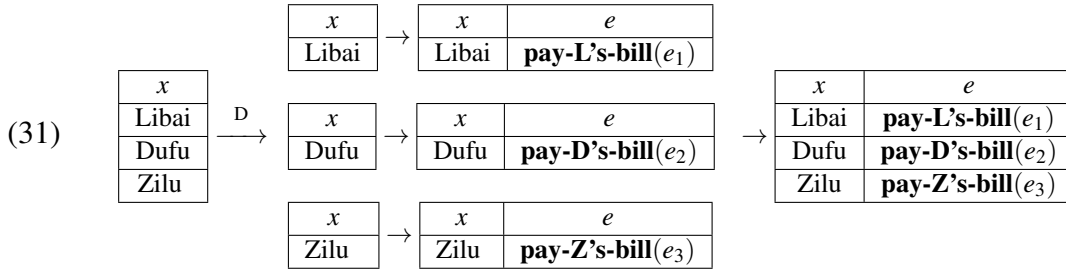 x → x e
Libai Libai pay-L's-bill(e₁)
(31) x Libai Dufu Zilu —D→ x Dufu → x e Dufu pay-D's-bill(e₂) → x e Libai pay-L's-bill(e₁) Dufu pay-D's-bill(e₂) Zilu pay-Z's-bill(e₃)
x → x e
Zilu Zilu pay-Z's-bill(e₃)